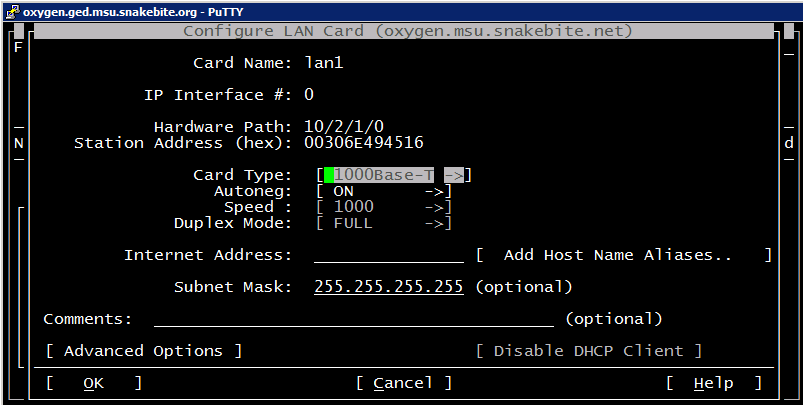 oxygen.ged.msu.snakebite.org - PuTTY
Configure LAN Card (oxygen.msu.snakebite.net)
F
Card Name: lan1
IP Interface #: 0
Hardware Path: 10/2/1/0
N Station Address (hex): 00306E494516 d
Card Type: [ 1000Base-T ->]
Autoneg: [ ON ->]
Speed : [ 1000 ->]
Duplex Mode: [ FULL ->]
Internet Address: [ Add Host Name Aliases.. ]
Subnet Mask: 255.255.255.255 (optional)
Comments: (optional)
[ Advanced Options ] [ Disable DHCP Client ]
[ OK ] [ Cancel ] [ Help ]